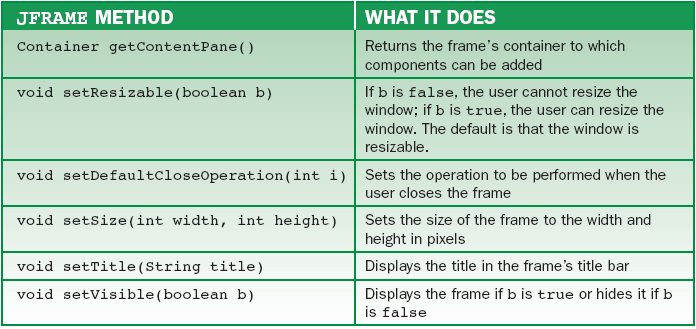 JFRAME METHOD
WHAT IT DOES
Container getContentPane()
Returns the frame's container to which
components can be added
void setResizable(boolean b)
If b is false, the user cannot resize the
window; if b is true, the user can resize the
window. The default is that the window is
resizable.
void setDefaultCloseOperation(int i)
Sets the operation to be performed when the
user closes the frame
void setSize(int width, int height)
Sets the size of the frame to the width and
height in pixels
void setTitle(String title)
Displays the title in the frame's title bar
void setVisible(boolean b)
Displays the frame if b is true or hides it if b
is false